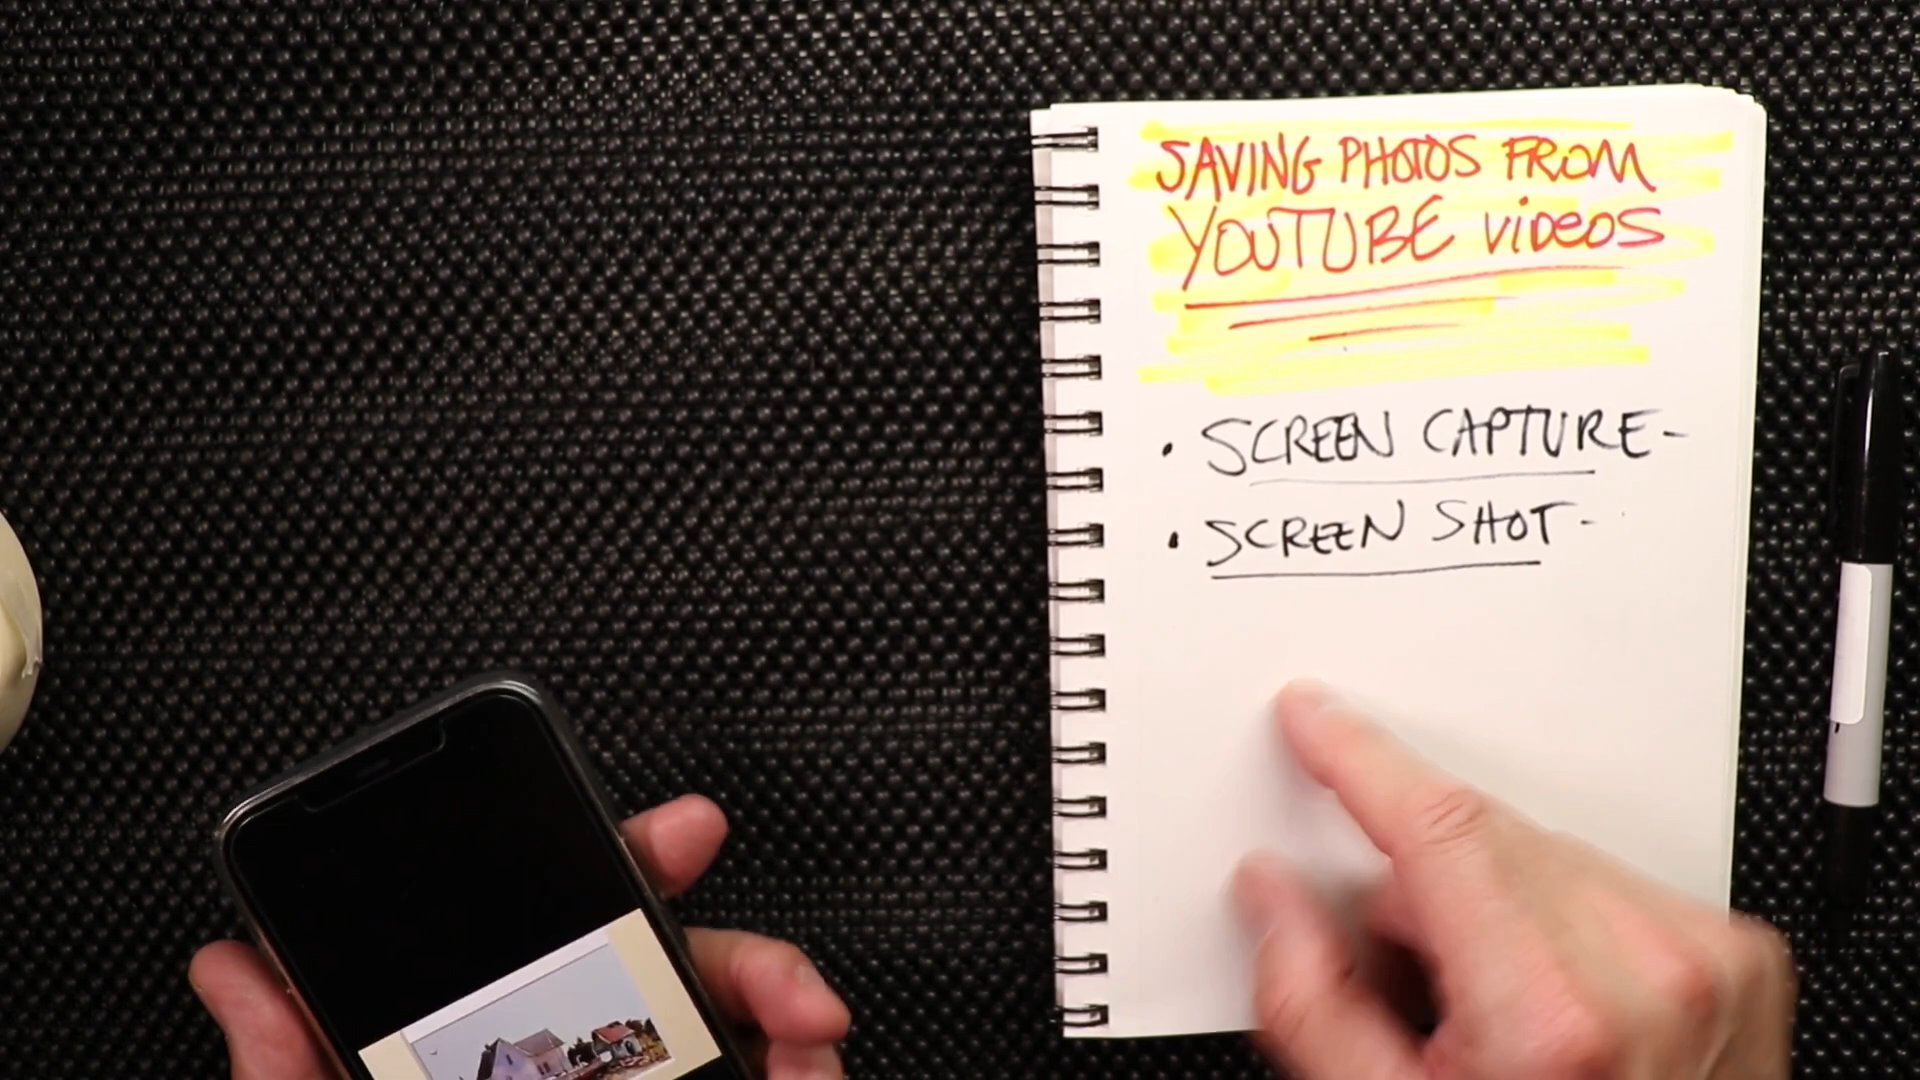 SAVING PHOTOS FROM
YOUTUBE ViDeOS
• SCREEN CAPTURE-
• SCREEN SHOT-